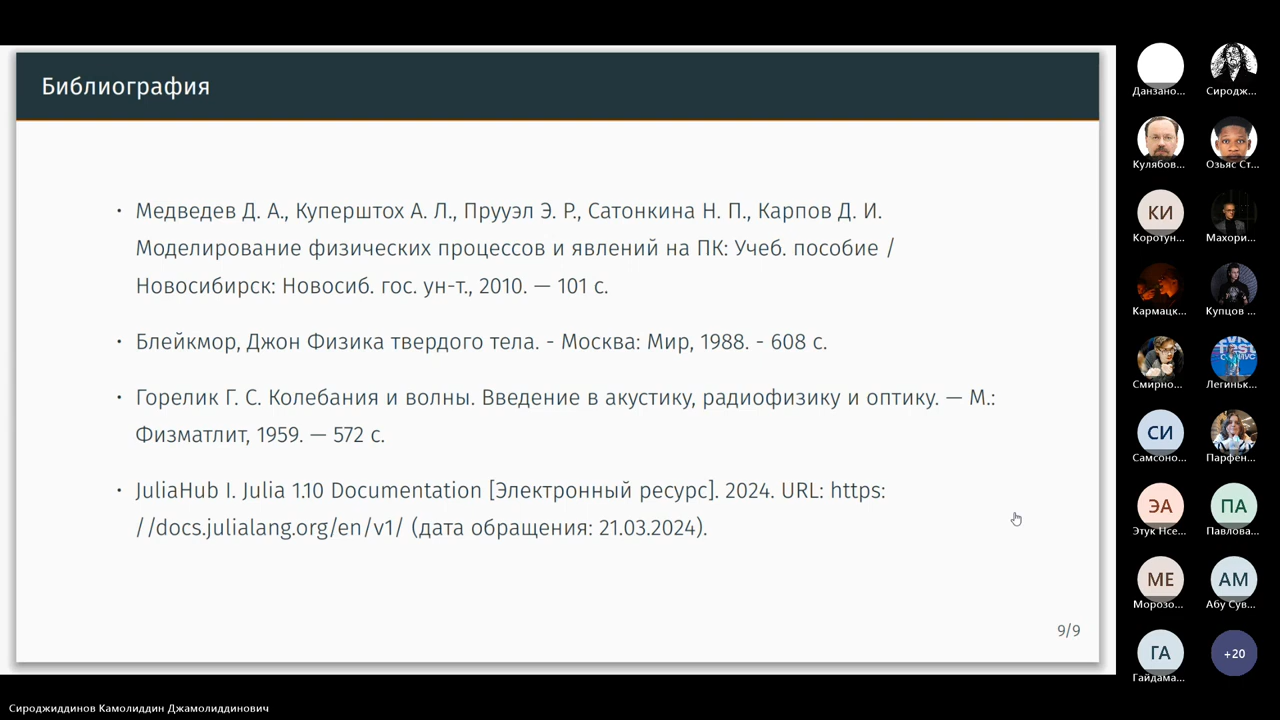 Библиография
• Медведев Д. А., Куперштох А. Л., Прууэл Э. Р., Сатонкина Н. П., Карпов Д. И.
Моделирование физических процессов и явлений на ПК: Учеб. пособие /
Новосибирск: Новосиб. гос. ун-т., 2010. — 101 с.
• Блейкмор, Джон Физика твердого тела. - Москва: Мир, 1988. - 608 с.
• Горелик Г. С. Колебания и волны. Введение в акустику, радиофизику и оптику. — М.:
Физматлит, 1959. — 572 с.
• JuliaHub I. Julia 1.10 Documentation [Электронный ресурс]. 2024. URL: https:
//docs.julialang.org/en/v1/ (дата обращения: 21.03.2024).
9/9
Данзано...
Сиродж...
Кулябов...
Озьяс Ст...
КИ
Коротун...
Махори...
Кармацк...
Купцов ...
Смирно...
Легиньк...
СИ
Самсоно...
Парфен...
ЭА
Этук Нсе...
ПА
Павлова...
МЕ
Морозо...
АМ
Абу Сув...
ГА
Гайдама...
+20
Сироджиддинов Камолиддин Джамолиддинович